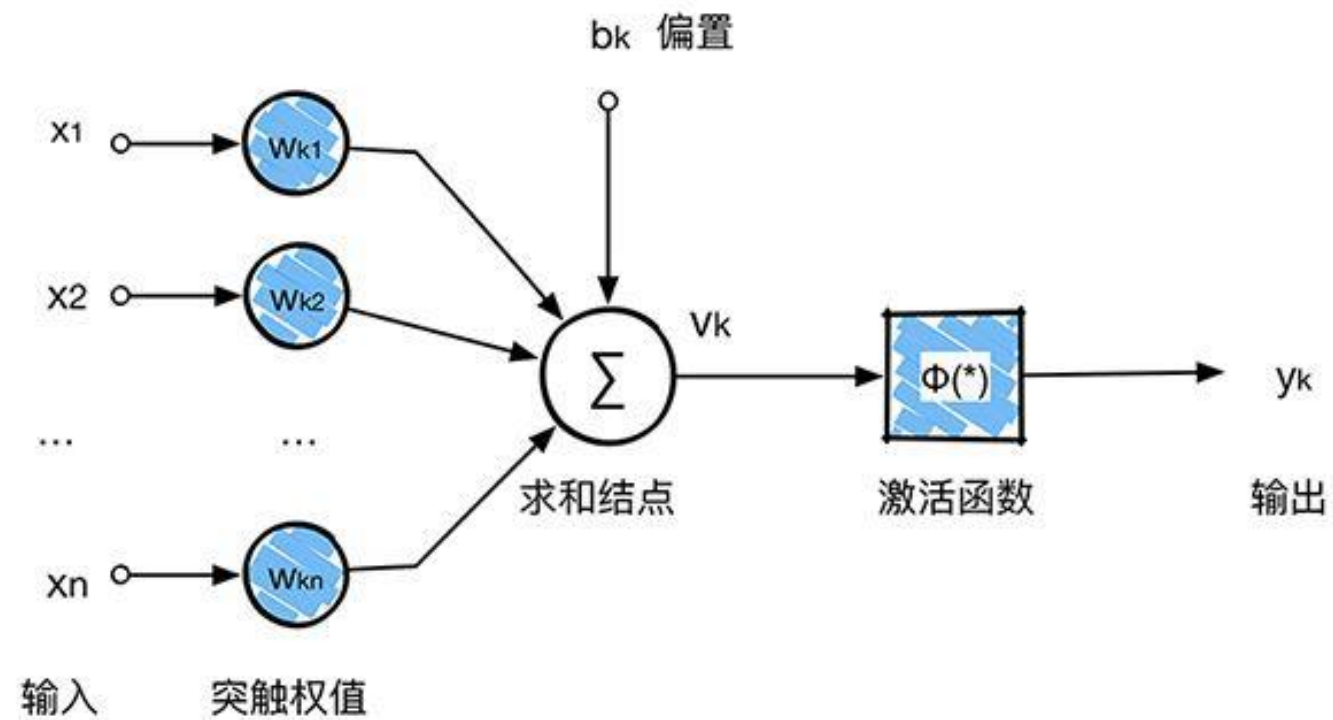 bk 偏置
x1
wk1
x2
wk2
Σ
vk
Φ(*)
yk
... ...
求和结点
激活函数
输出
xn
wkn
输入
突触权值